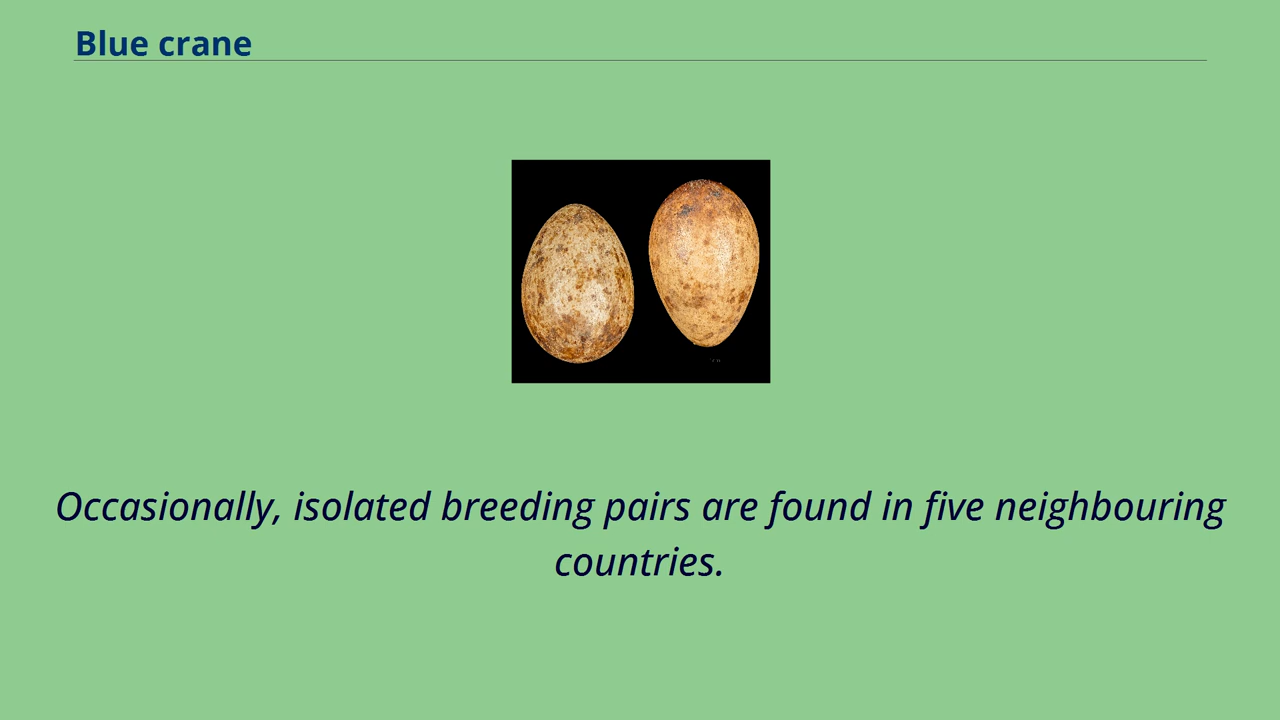 Blue crane
Occasionally, isolated breeding pairs are found in five neighbouring
countries.